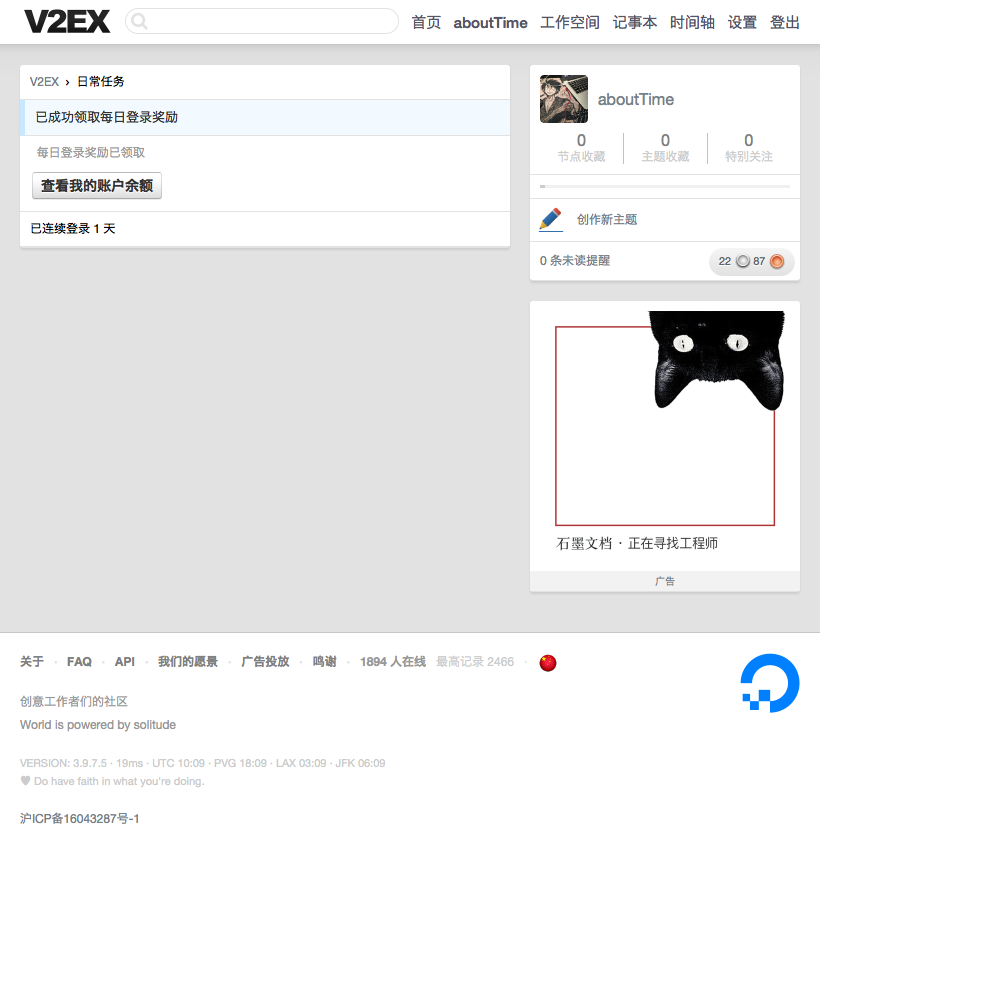 V2EX
首页 aboutTime 工作空间 记事本 时间轴 设置 登出
V2EX › 日常任务
已成功领取每日登录奖励
每日登录奖励已领取
查看我的账户余额
已连续登录 1 天
aboutTime
0 0 0
节点收藏 主题收藏 特别关注
创作新主题
0 条未读提醒 22 87
石墨文档 · 正在寻找工程师
广告
关于 · FAQ · API · 我们的愿景 · 广告投放 · 鸣谢 · 1894 人在线 最高记录 2466 ·
创意工作者们的社区
World is powered by solitude
VERSION: 3.9.7.5 · 19ms · UTC 10:09 · PVG 18:09 · LAX 03:09 · JFK 06:09
♥ Do have faith in what you're doing.
沪ICP备16043287号-1